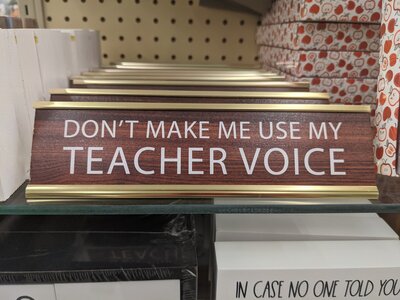 DON'T MAKE ME USE MY
TEACHER VOICE
IN CASE NO ONE TOLD YOU